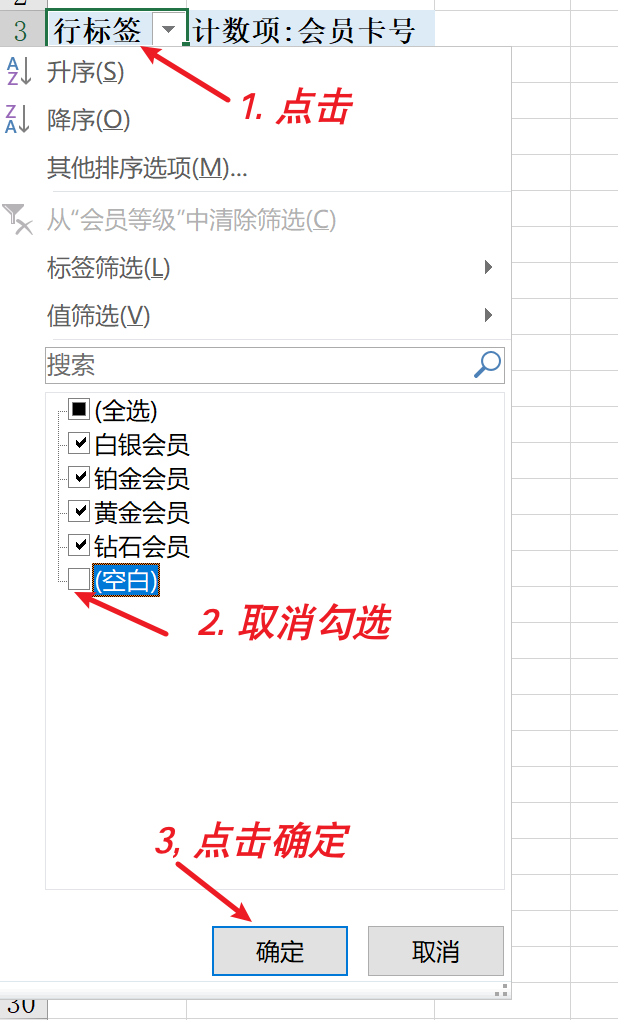 2
3 行标签 计数项:会员卡号
A
Z 升序(S)
1. 点击
Z
A 降序(O)
其他排序选项(M)...
从“会员等级”中清除筛选(C)
标签筛选(L)
值筛选(V)
搜索
(全选)
白银会员
铂金会员
黄金会员
钻石会员
(空白)
2. 取消勾选
3, 点击确定
确定 取消
30